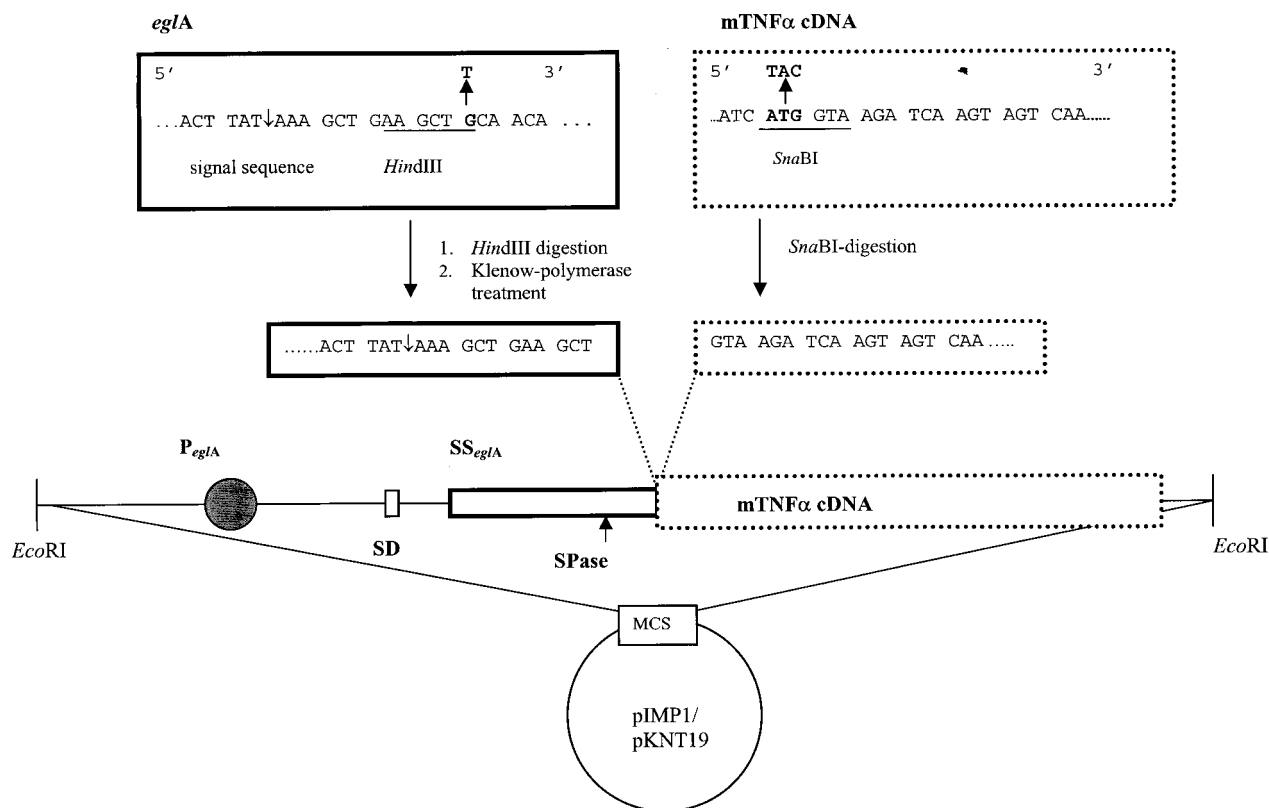 eglA
mTNFα cDNA
5' T 3'
...ACT TAT↓AAA GCT GAA GCT GCA ACA ...
signal sequence HindIII
5' TAC 3'
...ATC ATG GTA AGA TCA AGT AGT CAA......
SnaBI
1. HindIII digestion
2. Klenow-polymerase
treatment
SnaBI-digestion
......ACT TAT↓AAA GCT GAA GCT
GTA AGA TCA AGT AGT CAA .....
PeglA
SSeglA
mTNFα cDNA
EcoRI
SD
SPase
EcoRI
MCS
pIMP1/
pKNT19